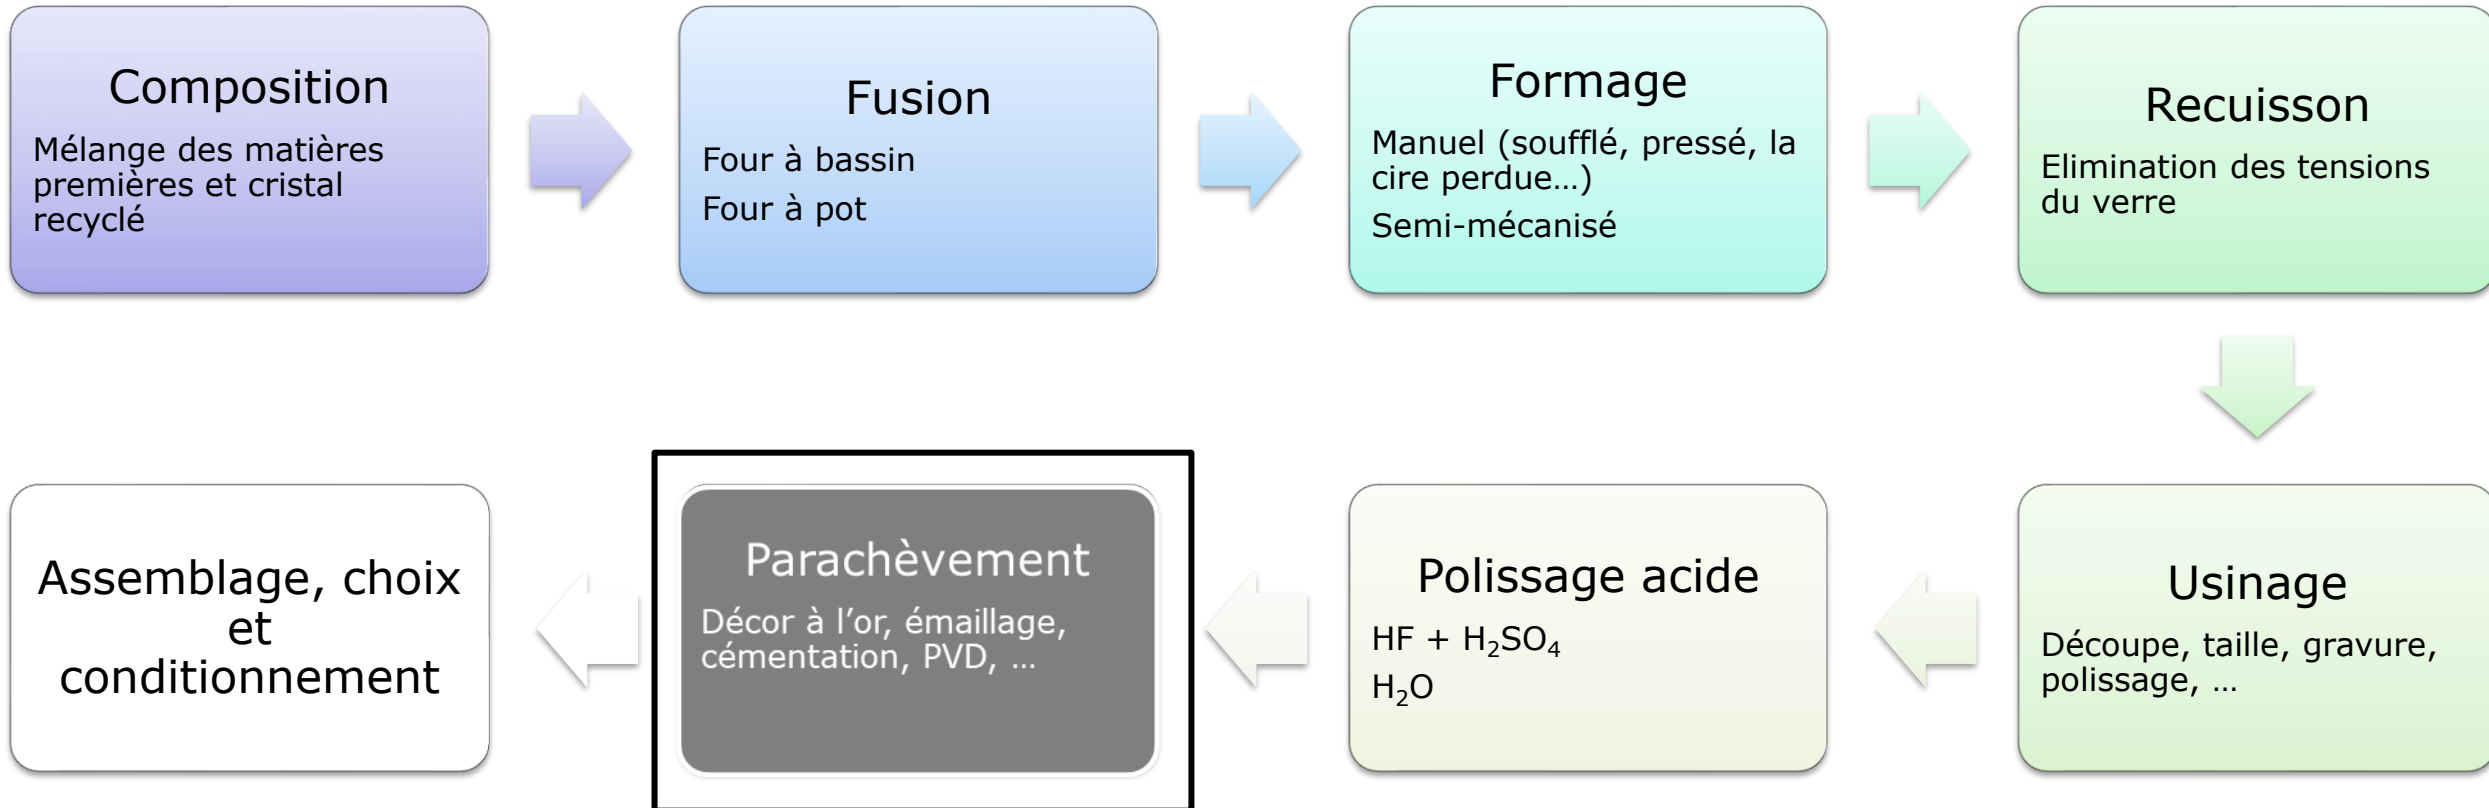 Composition
Mélange des matières
premières et cristal
recyclé
Fusion
Four à bassin
Four à pot
Formage
Manuel (soufflé, pressé, la
cire perdue…)
Semi-mécanisé
Recuisson
Elimination des tensions
du verre
Usinage
Découpe, taille, gravure,
polissage, …
Polissage acide
HF + H₂SO₄
H₂O
Parachèvement
Décor à l’or, émaillage,
cémentation, PVD, …
Assemblage, choix
et
conditionnement